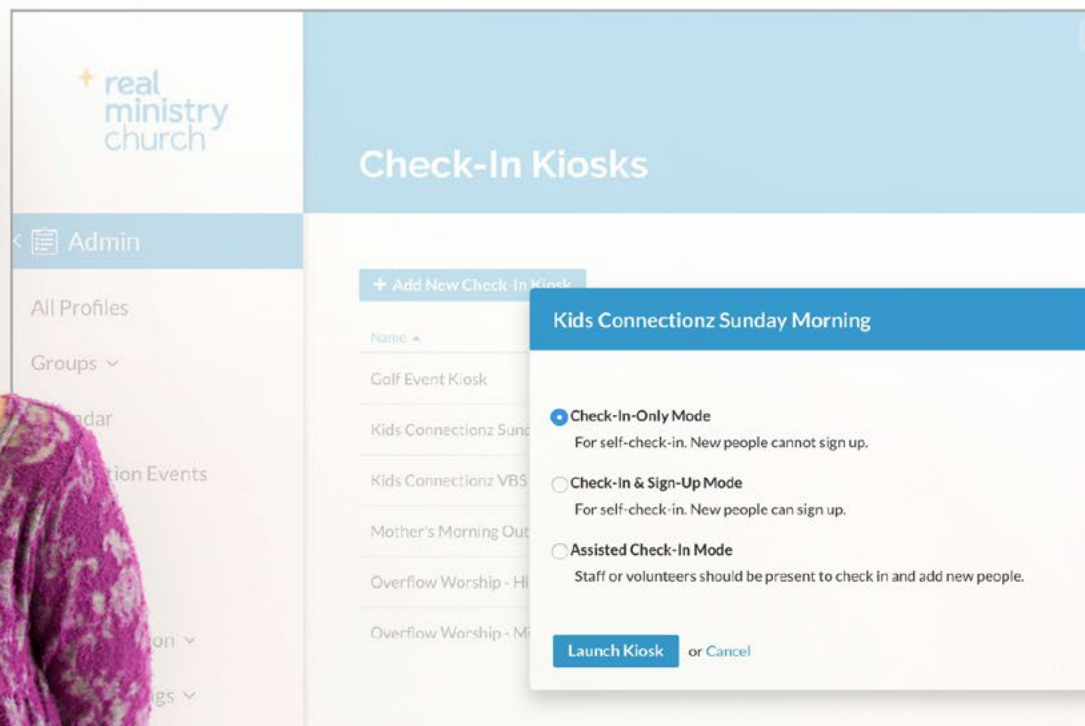 real
ministry
church
Check-In Kiosks
Admin
All Profiles
Groups
Golf Event Kiosk
+ Add New Check-In Kiosk
Name
Kids Connectionz
Kids Connectionz VBS
Mother's Morning Out
Overflow Worship -
Overflow Worship -
Events
Kids Connectionz Sunday Morning
Check-In-Only Mode
For self-check-in. New people cannot sign up.
Check-In & Sign-Up Mode
For self-check-in. New people can sign up.
Assisted Check-In Mode
Staff or volunteers should be present to check in and add new people.
Launch Kiosk or Cancel